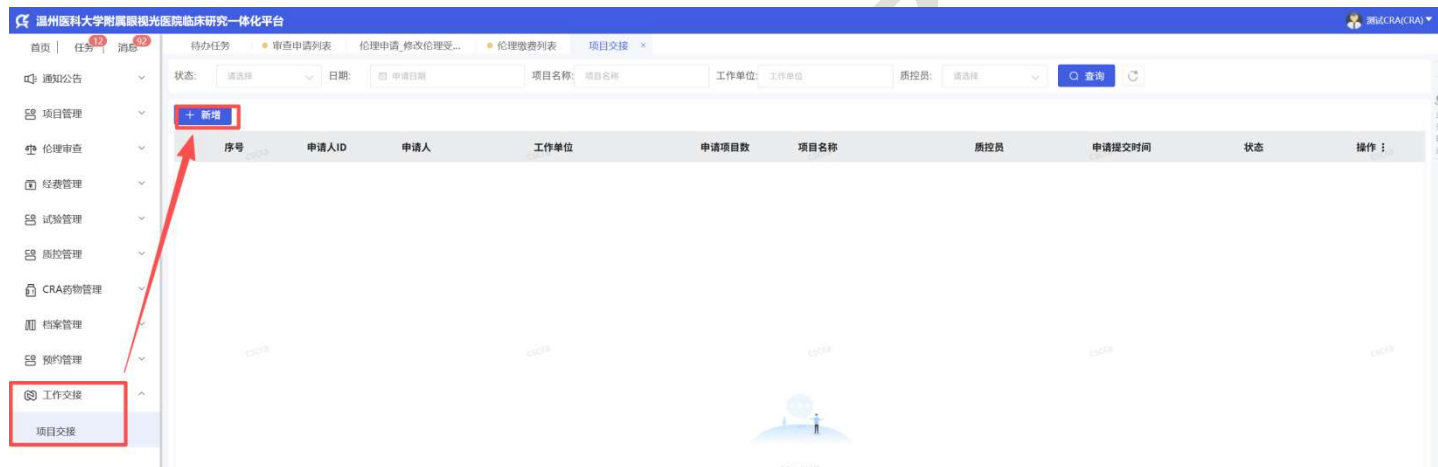 温州医科大学附属眼视光医院临床研究一体化平台 测试CRA(CRA)
首页 任务 12 消息 92 待办任务 审查申请列表 伦理申请_修改伦理受... 伦理缴费列表 项目交接 ×
通知公告 状态: 请选择 日期: 申请日期 项目名称: 项目名称 工作单位: 工作单位 质控员: 请选择 查询
项目管理 + 新增
伦理审查 序号 申请人ID 申请人 工作单位 申请项目数 项目名称 质控员 申请提交时间 状态 操作
经费管理
试验管理
质控管理
CRA药物管理
档案管理
预约管理
工作交接
项目交接